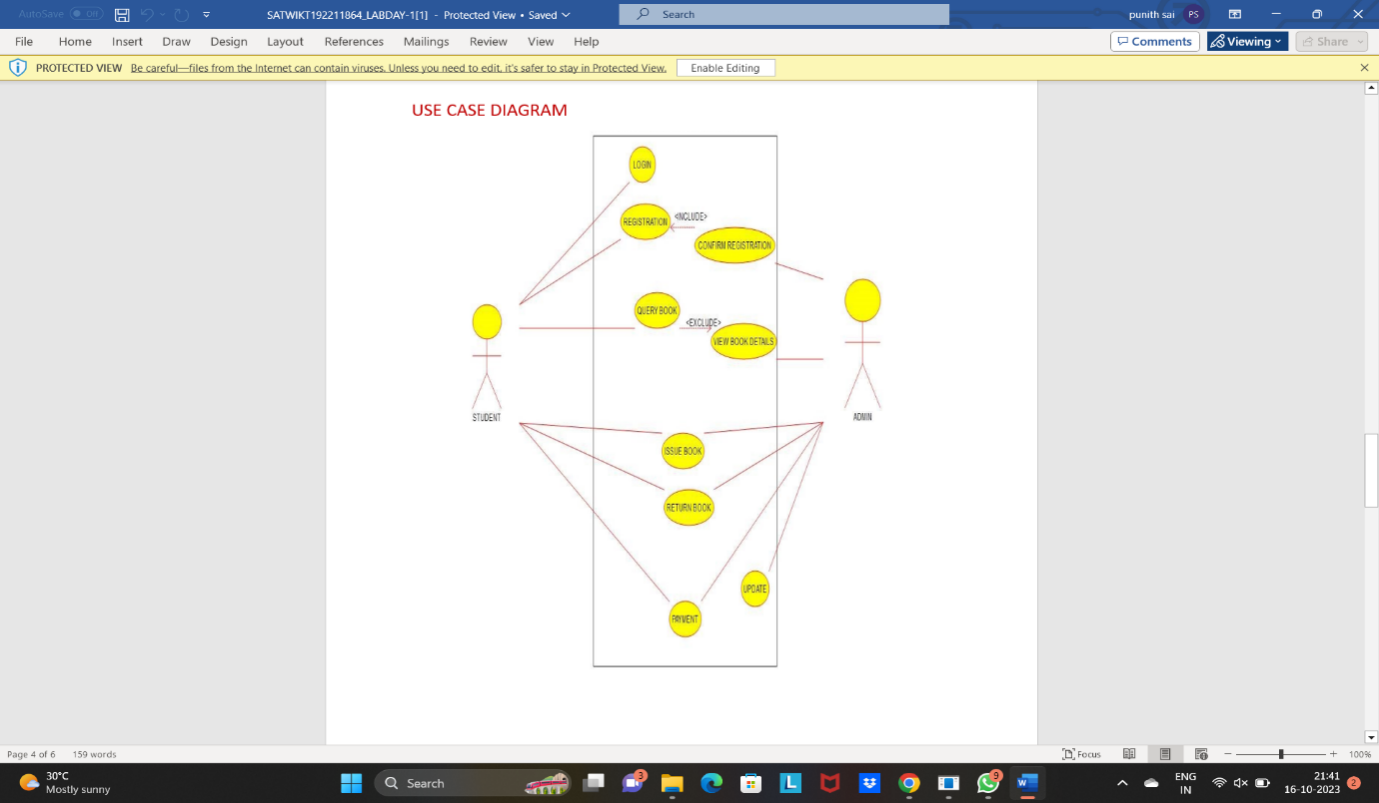 AutoSave Off SATWIKT192211864_LABDAY-1[1] - Protected View • Saved Search punith sai PS
File Home Insert Draw Design Layout References Mailings Review View Help Comments Viewing Share
PROTECTED VIEW Be careful—files from the Internet can contain viruses. Unless you need to edit, it's safer to stay in Protected View. Enable Editing
USE CASE DIAGRAM
LOGIN
REGISTRATION
<INCLUDE>
CONFIRM REGISTRATION
QUERY BOOK
<EXCLUDE>
VIEW BOOK DETAILS
STUDENT
ADMIN
ISSUE BOOK
RETURN BOOK
UPDATE
PAYMENT
Page 4 of 6 159 words Focus 100%
30°C
Mostly sunny
Search
3
L
9
W
ENG
IN
21:41
16-10-2023
2